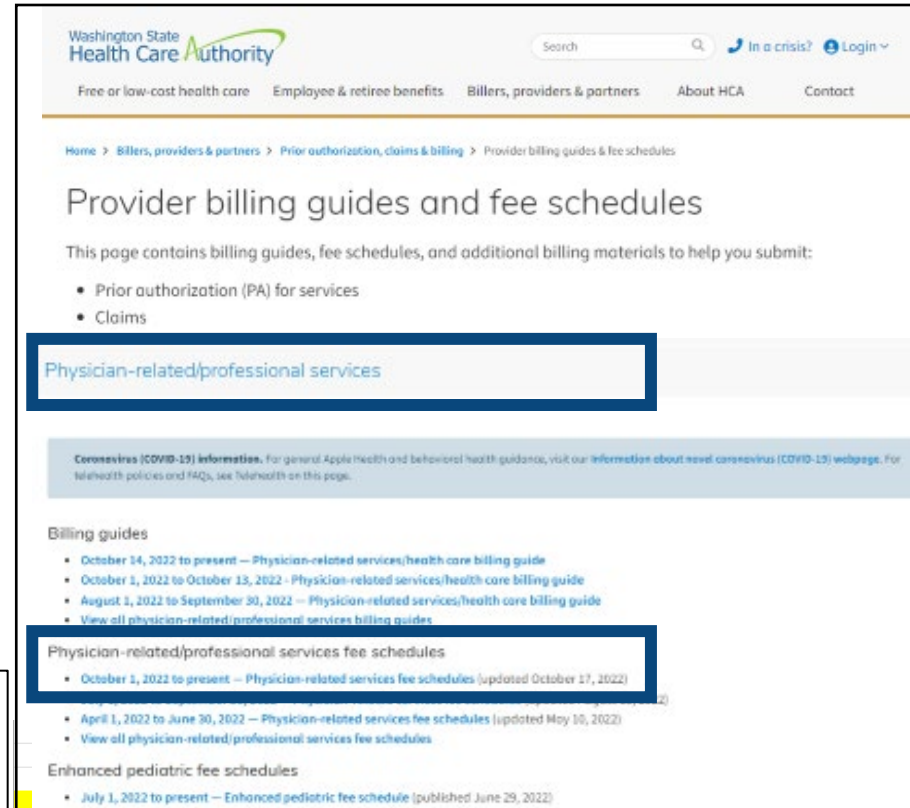 Washington State
Health Care Authority
Search
In a crisis?
Login
Free or low-cost health care
Employee & retiree benefits
Billers, providers & partners
About HCA
Contact
Home > Billers, providers & partners > Prior authorization, claims & billing > Provider billing guides & fee schedules
Provider billing guides and fee schedules
This page contains billing guides, fee schedules, and additional billing materials to help you submit:
• Prior authorization (PA) for services
• Claims
Physician-related/professional services
Coronavirus (COVID-19) information. For general Apple Health and behavioral health guidance, visit our information about novel coronavirus (COVID-19) webpage. For
telehealth policies and FAQs, see Telehealth on this page.
Billing guides
• October 14, 2022 to present — Physician-related services/health care billing guide
• October 1, 2022 to October 13, 2022 - Physician-related services/health care billing guide
• August 1, 2022 to September 30, 2022 — Physician-related services/health care billing guide
• View all physician-related/professional services billing guides
Physician-related/professional services fee schedules
• October 1, 2022 to present — Physician-related services fee schedules (updated October 17, 2022)
• April 1, 2022 to June 30, 2022 — Physician-related services fee schedules (updated May 10, 2022)
• View all physician-related/professional services fee schedules
Enhanced pediatric fee schedules
• July 1, 2022 to present — Enhanced pediatric fee schedule (published June 29, 2022)